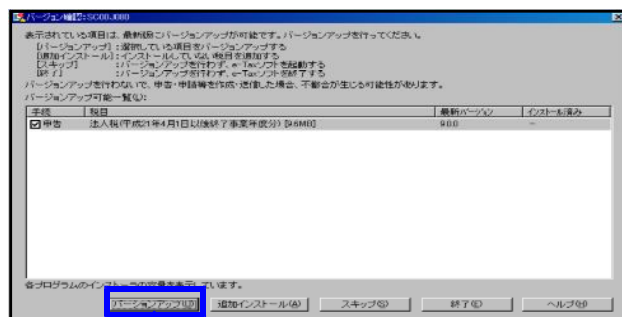 バージョン確認:SC00J080
表示されている項目は、最新版にバージョンアップが可能です。バージョンアップを行ってください。
[バージョンアップ]:選択している項目をバージョンアップする
[追加インストール]:インストールしていない税目を追加する
[スキップ]:バージョンアップを行わず、e-Taxソフトを起動する
[終了]:バージョンアップを行わず、e-Taxソフトを終了する
バージョンアップを行わないで、申告・申請等を作成・送信した場合、不都合が生じる可能性があります。
バージョンアップ可能一覧(L):
手続 税目 最新バージョン インストール済み
申告 法人税(平成21年4月1日以後終了事業年度分) [9.6MB] 9.0.0 -
各プログラムのインストーラの容量を表示しています。
バージョンアップ(U) 追加インストール(A) スキップ(S) 終了(E) ヘルプ(H)